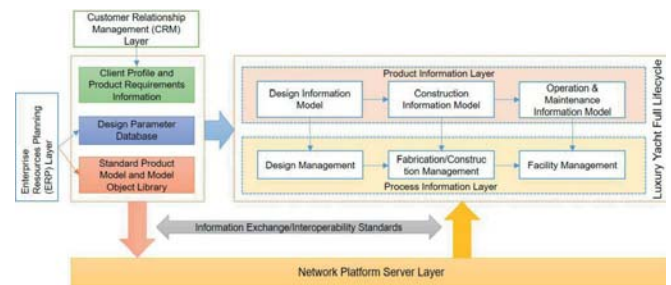 Customer Relationship
Management (CRM)
Layer
Client Profile and
Product Requirements
Information
Enterprise
Resources Planning
(ERP) Layer
Design Parameter
Database
Standard Product
Model and Model
Object Library
Product Information Layer
Design Information
Model
Construction
Information Model
Operation &
Maintenance
Information Model
Design Management
Fabrication/Construc
tion Management
Facility Management
Process Information Layer
Luxury Yacht Full Lifecycle
Information Exchange/Interoperability Standards
Network Platform Server Layer